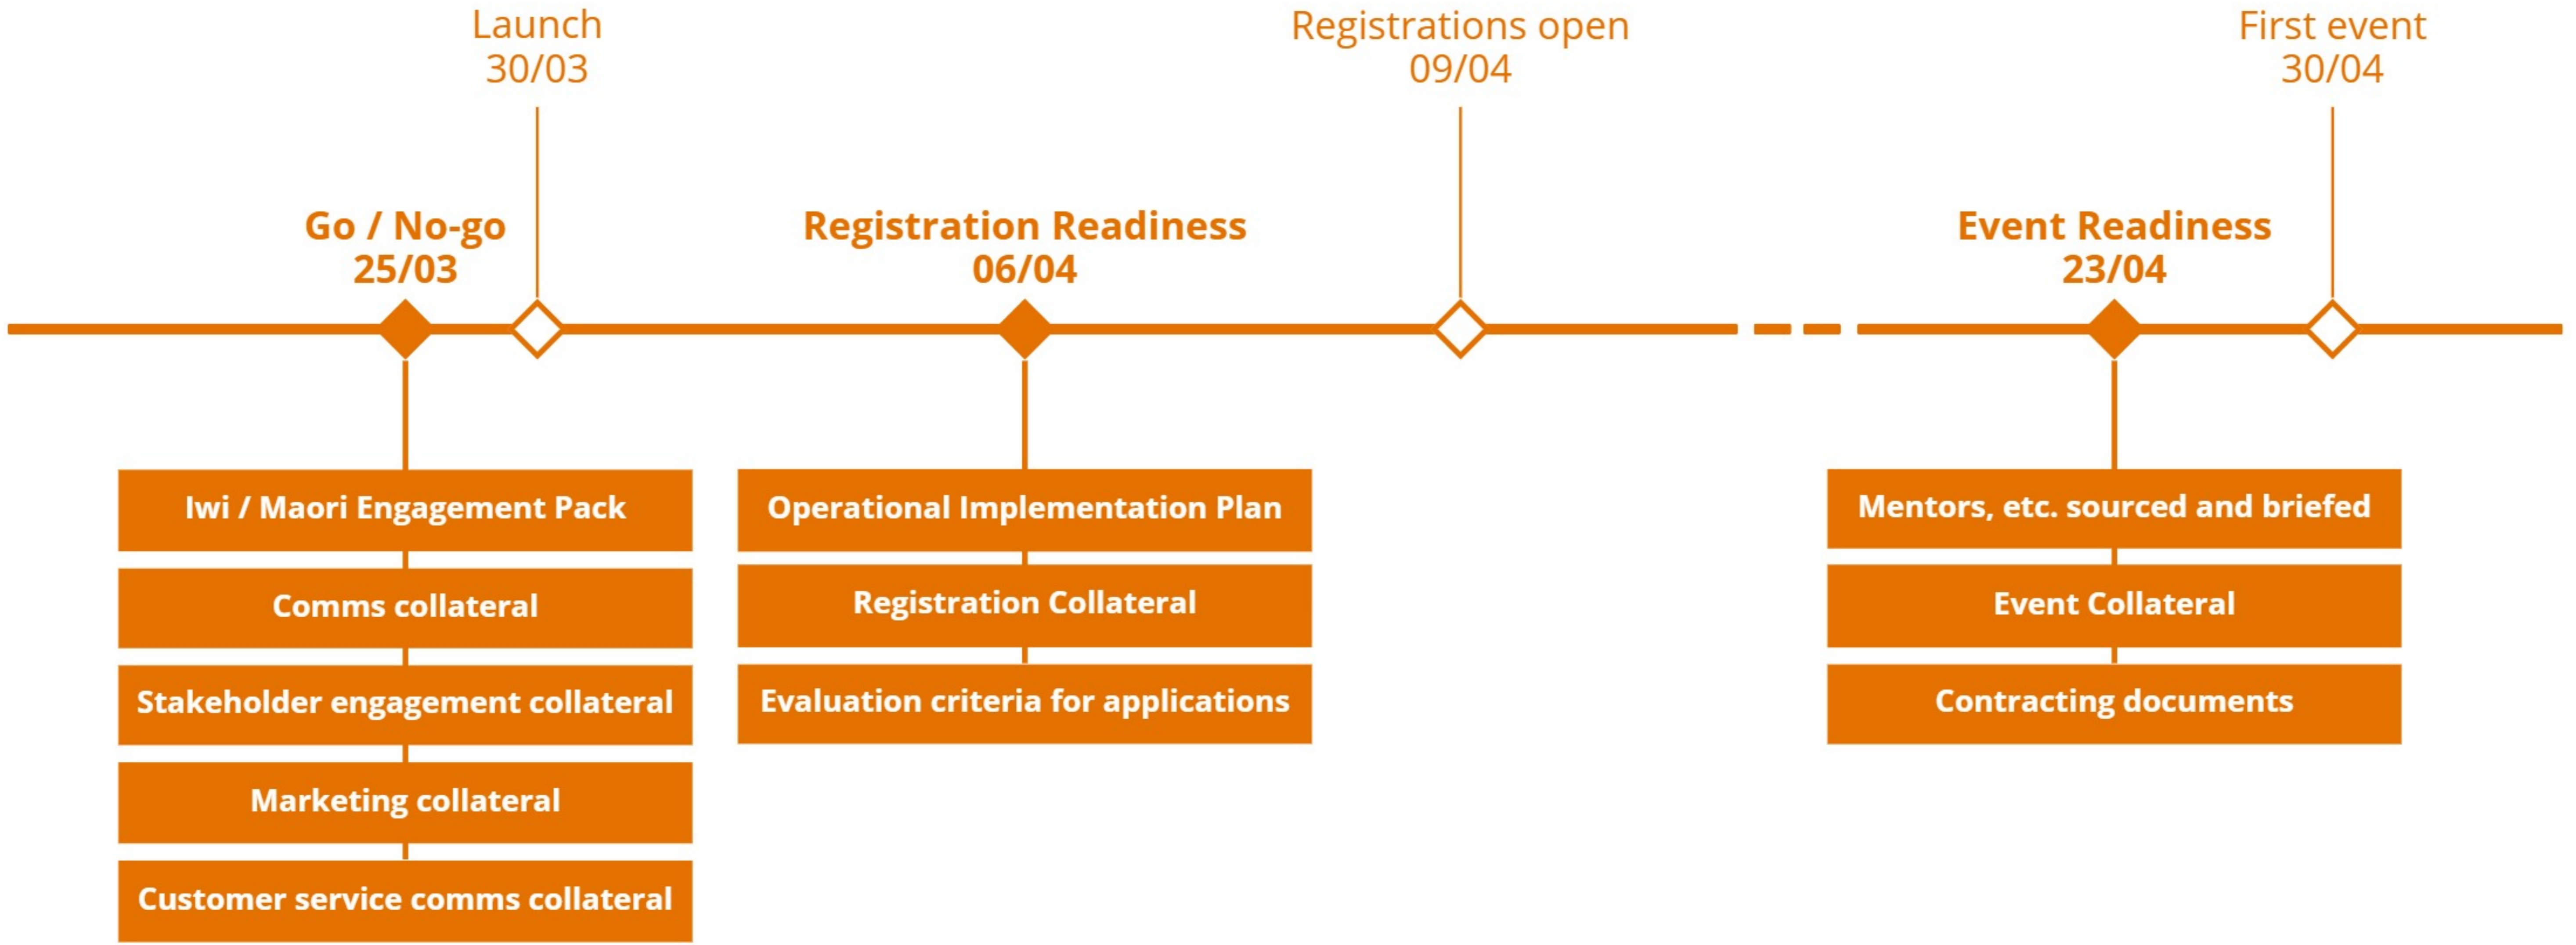 Launch
30/03
Registrations open
09/04
First event
30/04
Go / No-go
25/03
Registration Readiness
06/04
Event Readiness
23/04
Iwi / Maori Engagement Pack
Comms collateral
Stakeholder engagement collateral
Marketing collateral
Customer service comms collateral
Operational Implementation Plan
Registration Collateral
Evaluation criteria for applications
Mentors, etc. sourced and briefed
Event Collateral
Contracting documents